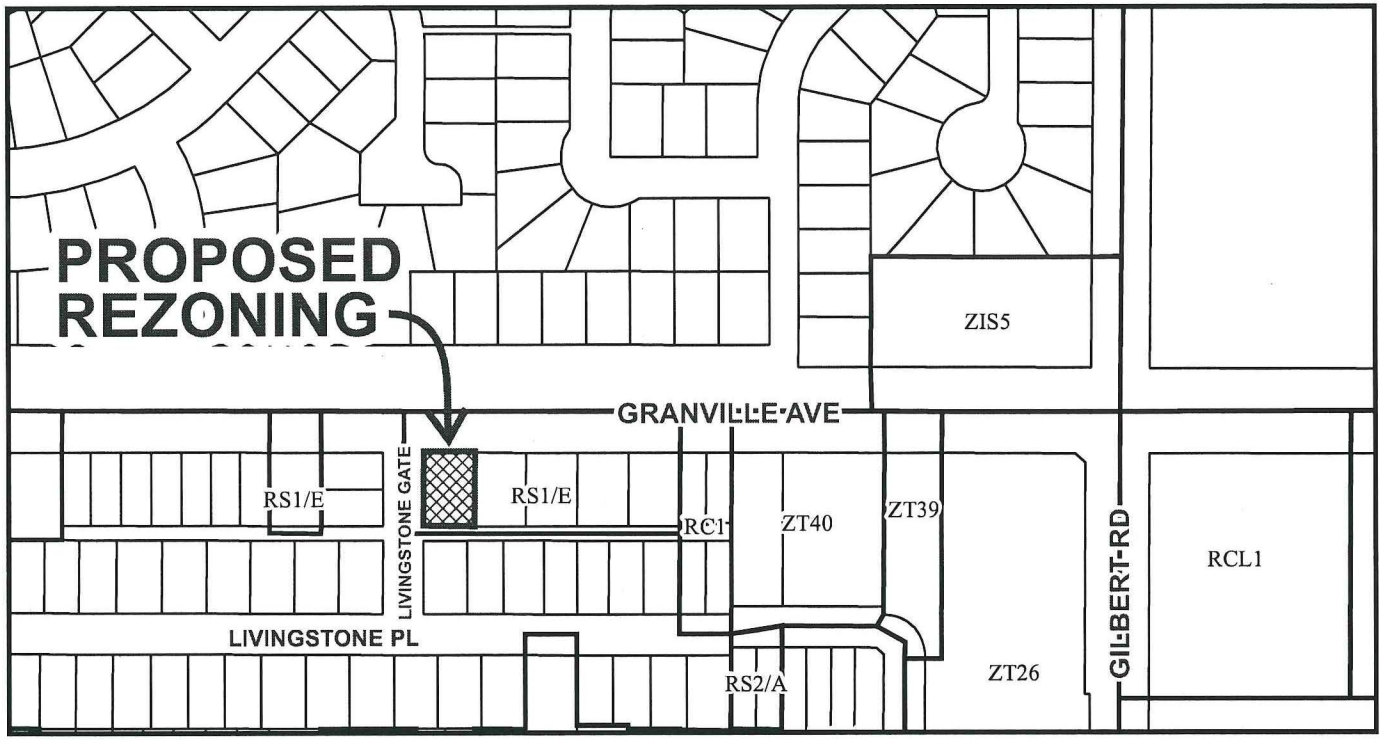 PROPOSED
REZONING
ZIS5
GRANVILLE AVE
RS1/E
LIVINGSTONE GATE
RS1/E
RC1
ZT40
ZT39
GILBERT RD
RCL1
LIVINGSTONE PL
RS2/A
ZT26